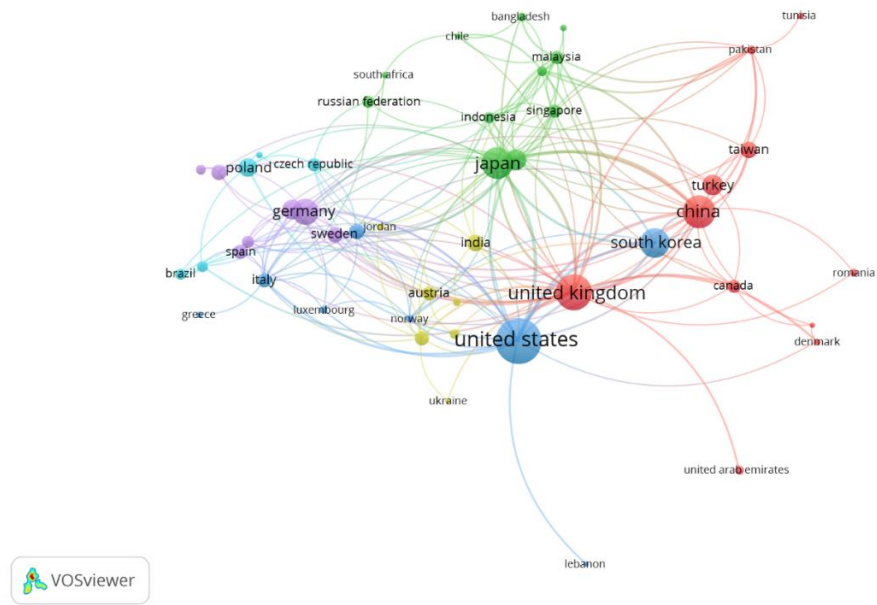 tunisia
bangladesh
chile
pakistan
malaysia
south africa
russian federation
singapore
indonesia
taiwan
japan
czech republic
poland
turkey
germany
china
jordan
sweden
india
south korea
spain
brazil
italy
romania
canada
united kingdom
austria
luxembourg
greece
norway
united states
denmark
ukraine
united arab emirates
lebanon
VOSviewer